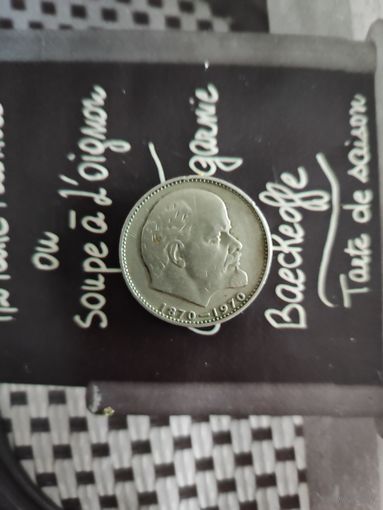 ou
Soupe à l'oignon
garnie
Baeckeoffe
Tarte de saison
1870–1970